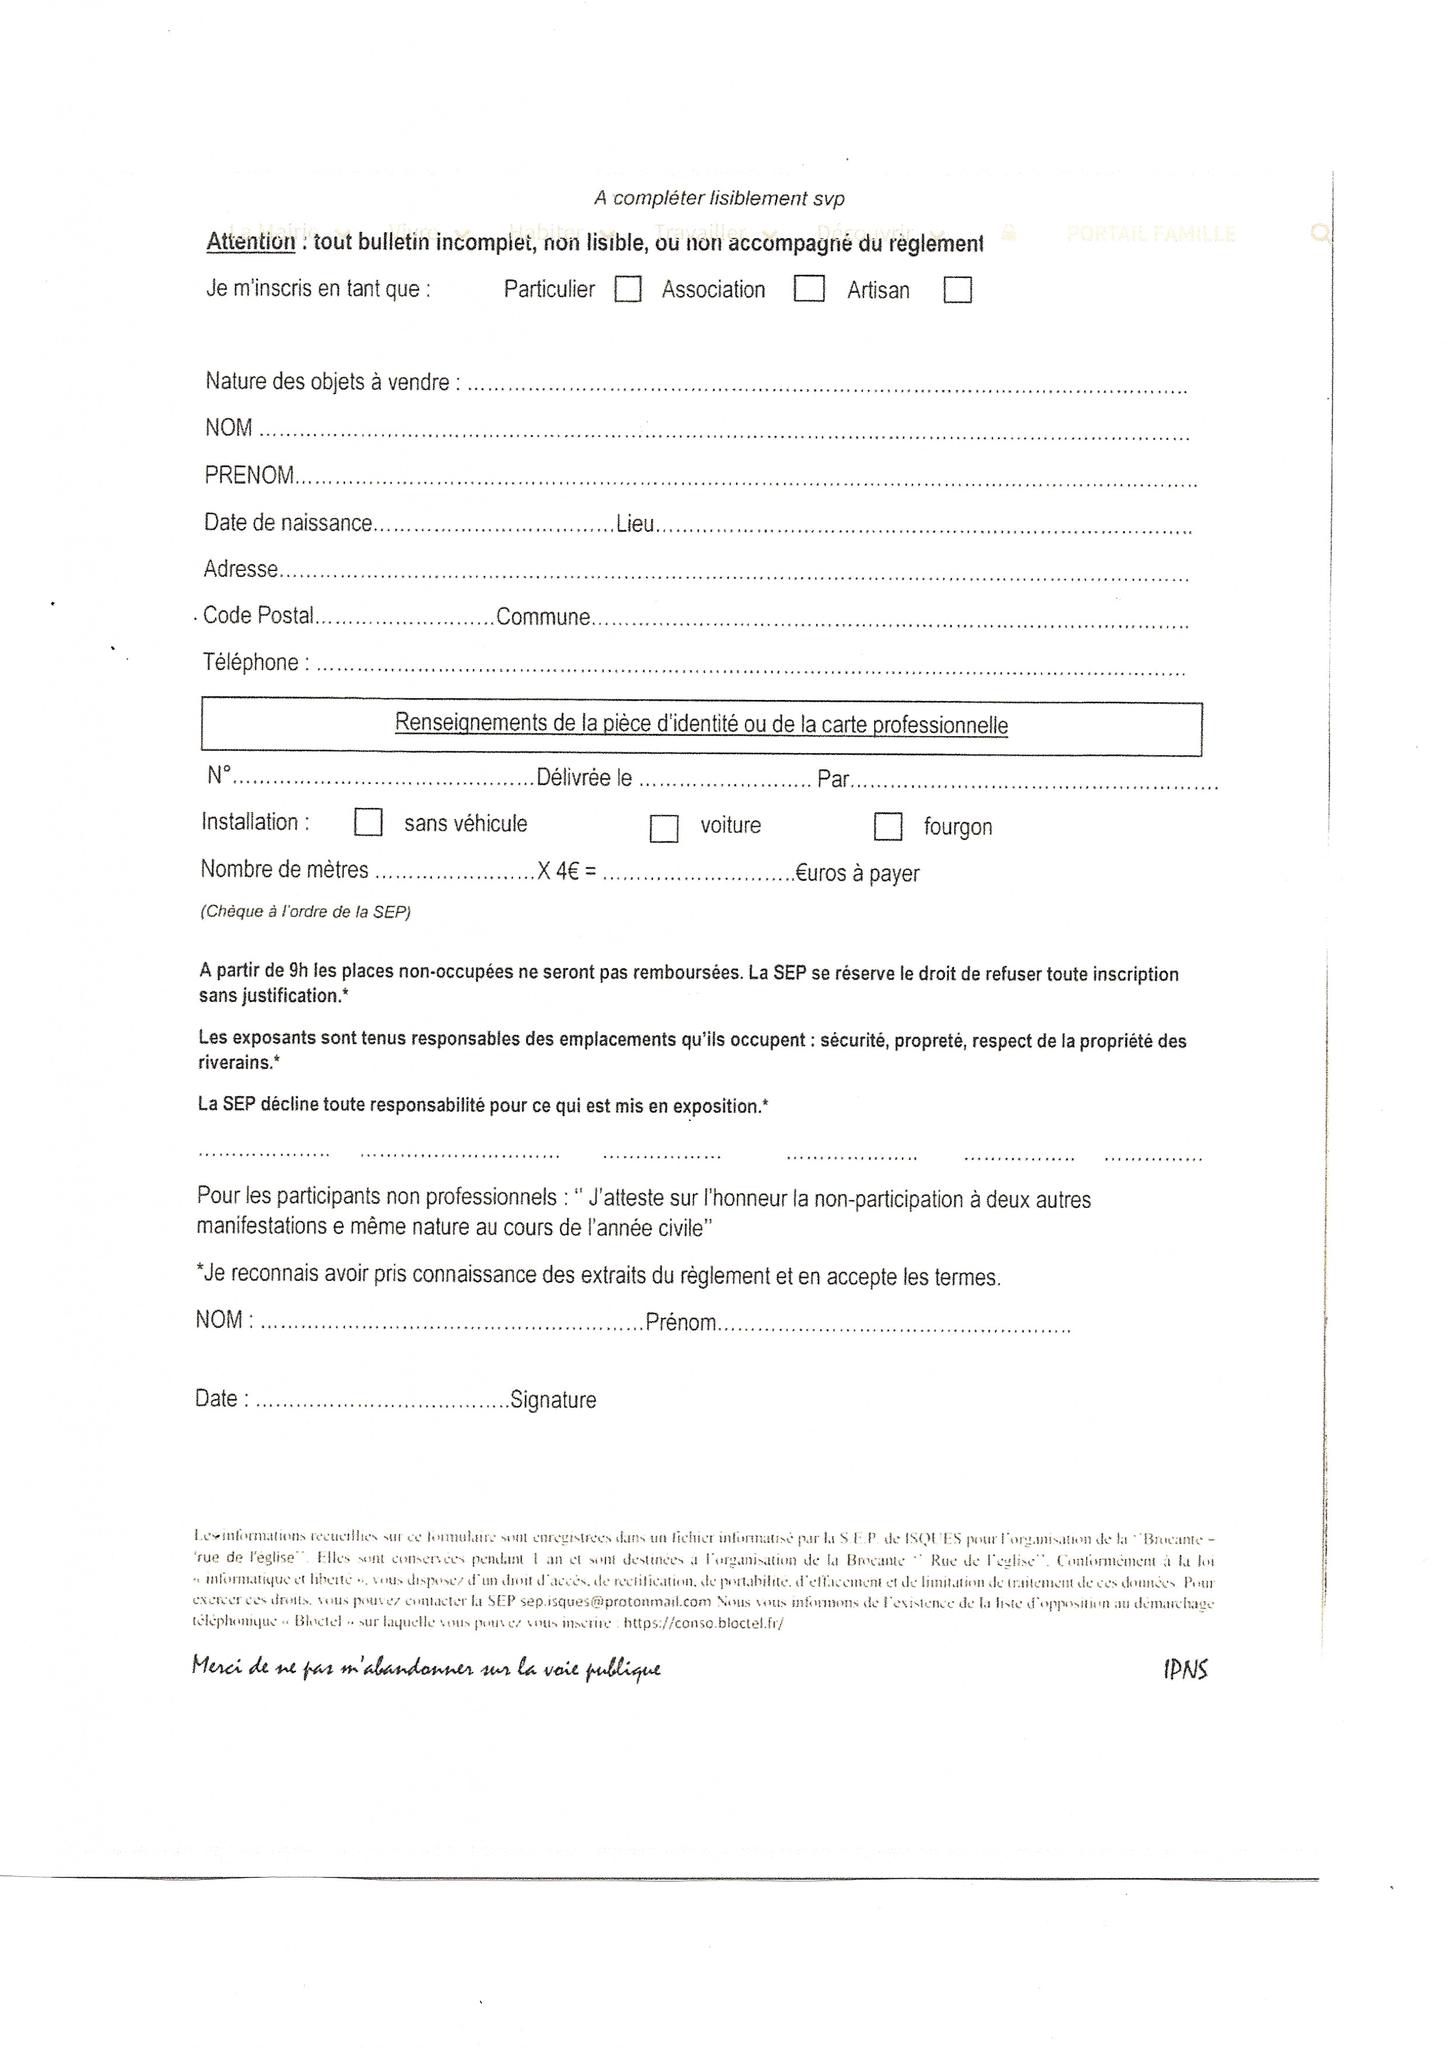 A compléter lisiblement svp
La Mairie Vivre Habiter Travailler Découvrir PORTAIL FAMILLE
Attention : tout bulletin incomplet, non lisible, ou non accompagné du règlement
Je m'inscris en tant que : Particulier Association Artisan
Nature des objets à vendre : ........................................
NOM ........................................
PRENOM........................................
Date de naissance....................Lieu....................
Adresse........................................
Code Postal....................Commune....................
Téléphone : ........................................
Renseignements de la pièce d'identité ou de la carte professionnelle
N°....................Délivrée le .................... Par....................
Installation : sans véhicule voiture fourgon
Nombre de mètres ....................X 4€ = ....................€uros à payer
(Chèque à l'ordre de la SEP)
A partir de 9h les places non-occupées ne seront pas remboursées. La SEP se réserve le droit de refuser toute inscription
sans justification.*
Les exposants sont tenus responsables des emplacements qu'ils occupent : sécurité, propreté, respect de la propriété des
riverains.*
La SEP décline toute responsabilité pour ce qui est mis en exposition.*
Pour les participants non professionnels : " J'atteste sur l'honneur la non-participation à deux autres
manifestations e même nature au cours de l'année civile"
*Je reconnais avoir pris connaissance des extraits du règlement et en accepte les termes.
NOM : ....................Prénom....................
Date : ....................Signature
Les informations recueillies sur ce formulaire sont enregistrées dans un fichier informatisé par la S.E.P. de ISQUES pour l'organisation de la "Brocante –
'rue de l'église". Elles sont conservées pendant 1 an et sont destinées à l'organisation de la Brocante " Rue de l'église". Conformément à la loi
« informatique et liberté », vous disposez d'un droit d'accès, de rectification, de portabilité, d'effacement et de limitation de traitement de ces données. Pour
exercer ces droits, vous pouvez contacter la SEP sep.isques@protonmail.com Nous vous informons de l'existence de la liste d'opposition au démarchage
téléphonique « Bloctel » sur laquelle vous pouvez vous inscrire : https://conso.bloctel.fr/
Merci de ne pas m'abandonner sur la voie publique IPNS